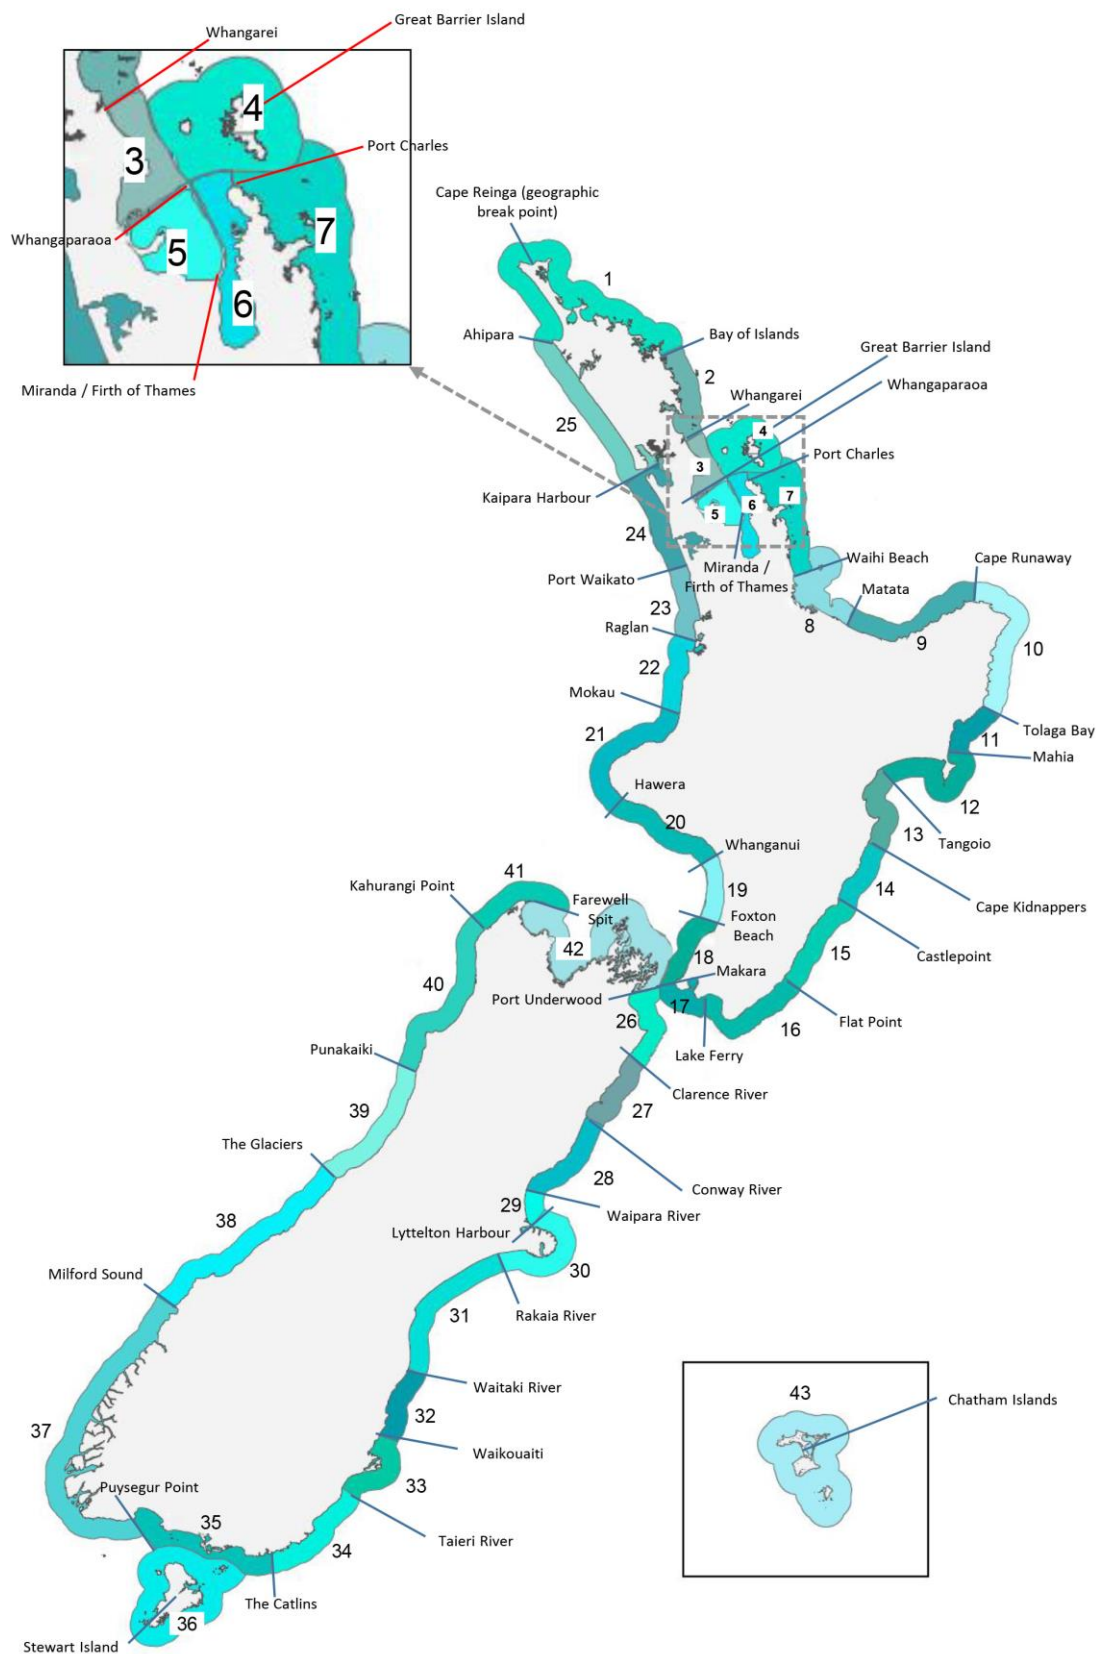 Great Barrier Island
Whangarei
4
3
Port Charles
7
Whangaparaoa
5
6
Miranda / Firth of Thames
Cape Reinga (geographic
break point)
1
Ahipara
Bay of Islands
Great Barrier Island
2
Whangaparaoa
Whangarei
25
4
Port Charles
3
Kaipara Harbour
7
6
5
24
Waihi Beach
Cape Runaway
Miranda /
Firth of Thames
Port Waikato
Matata
23
8
Raglan
9
10
22
Mokau
Tolaga Bay
21
11
Mahia
Hawera
12
20
13
Tangoio
Whanganui
41
Kahurangi Point
19
14
Farewell
Spit
Cape Kidnappers
Foxton
Beach
42
15
Castlepoint
18
Makara
40
Port Underwood
17
26
Flat Point
16
Punakaiki
Lake Ferry
Clarence River
39
27
The Glaciers
28
Conway River
29
Waipara River
38
Lyttelton Harbour
30
Milford Sound
31
Rakaia River
Waitaki River
43
Chatham Islands
32
37
Waikouaiti
33
Puysegur Point
35
Taieri River
34
The Catlins
36
Stewart Island